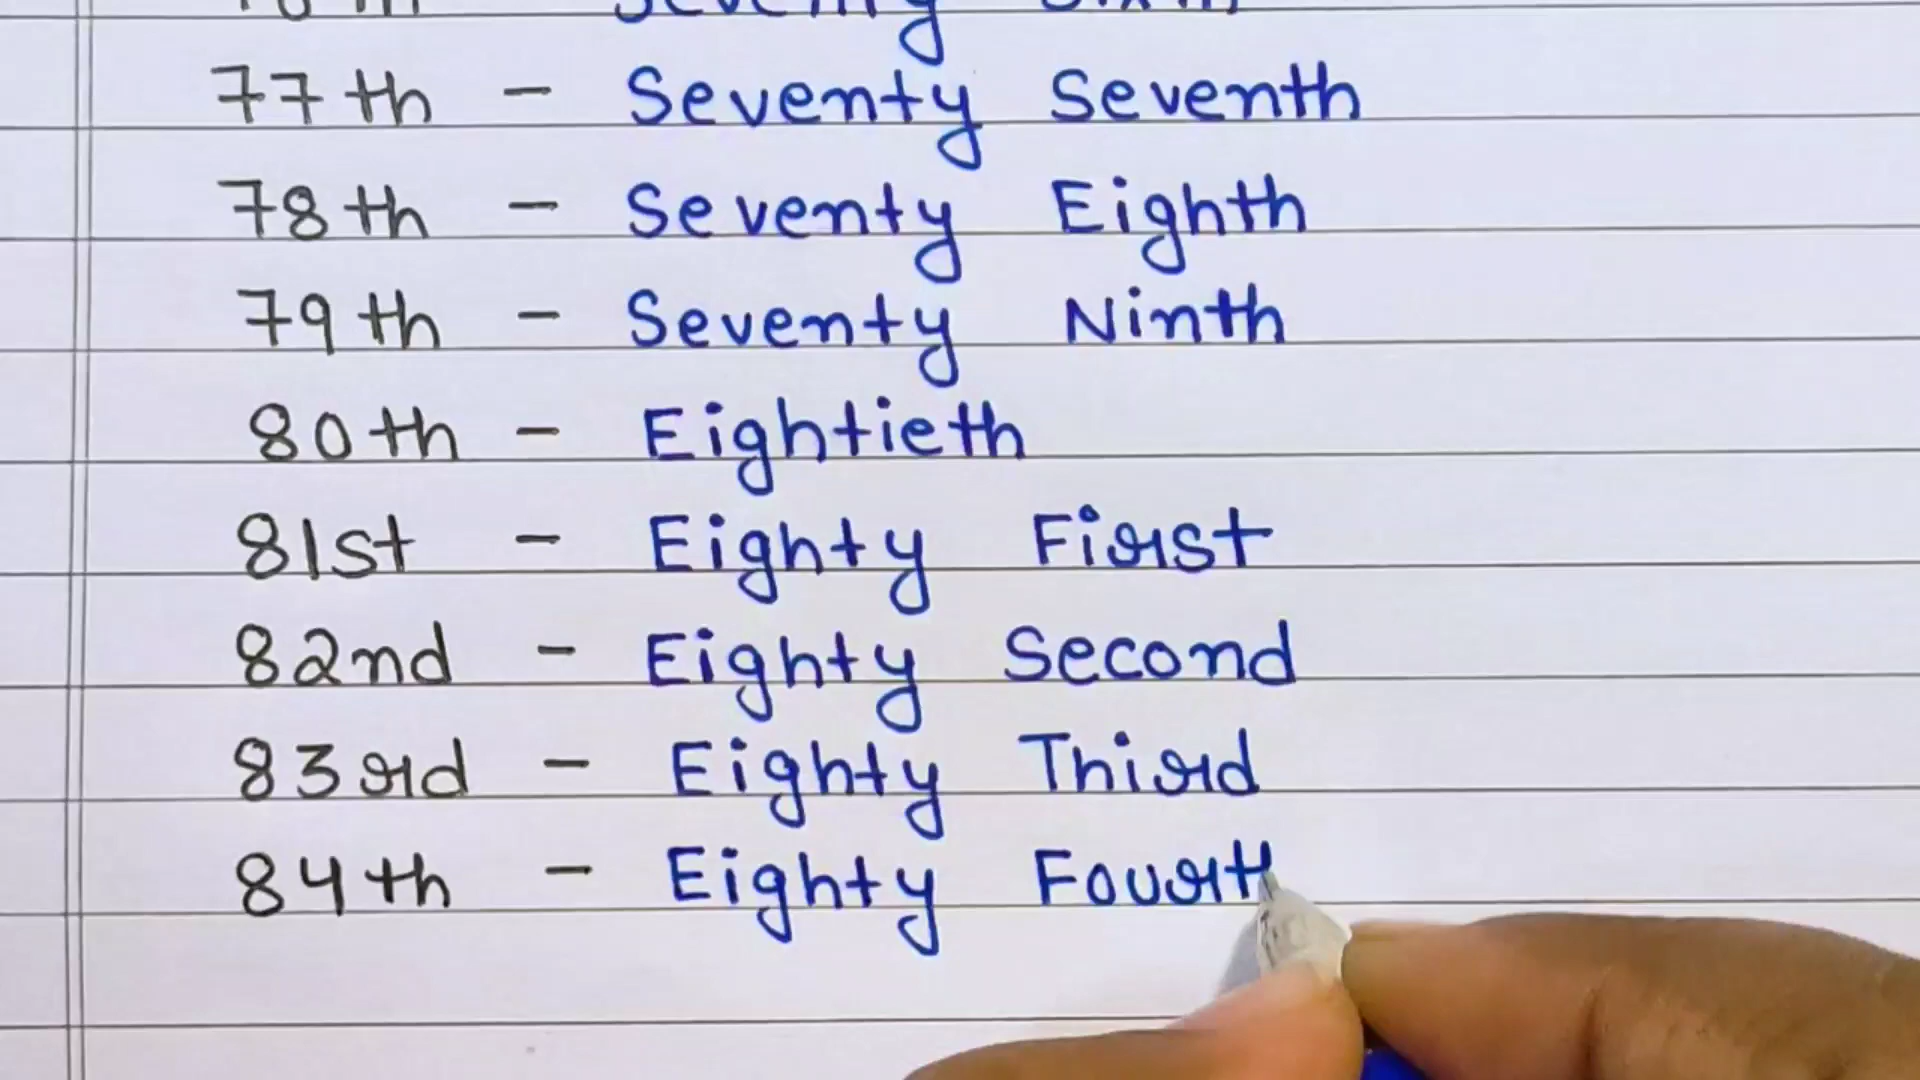 77th - Seventy Seventh
78th - Seventy Eighth
79th - Seventy Ninth
80th - Eightieth
81st - Eighty First
82nd - Eighty Second
83rd - Eighty Third
84th - Eighty Fourt